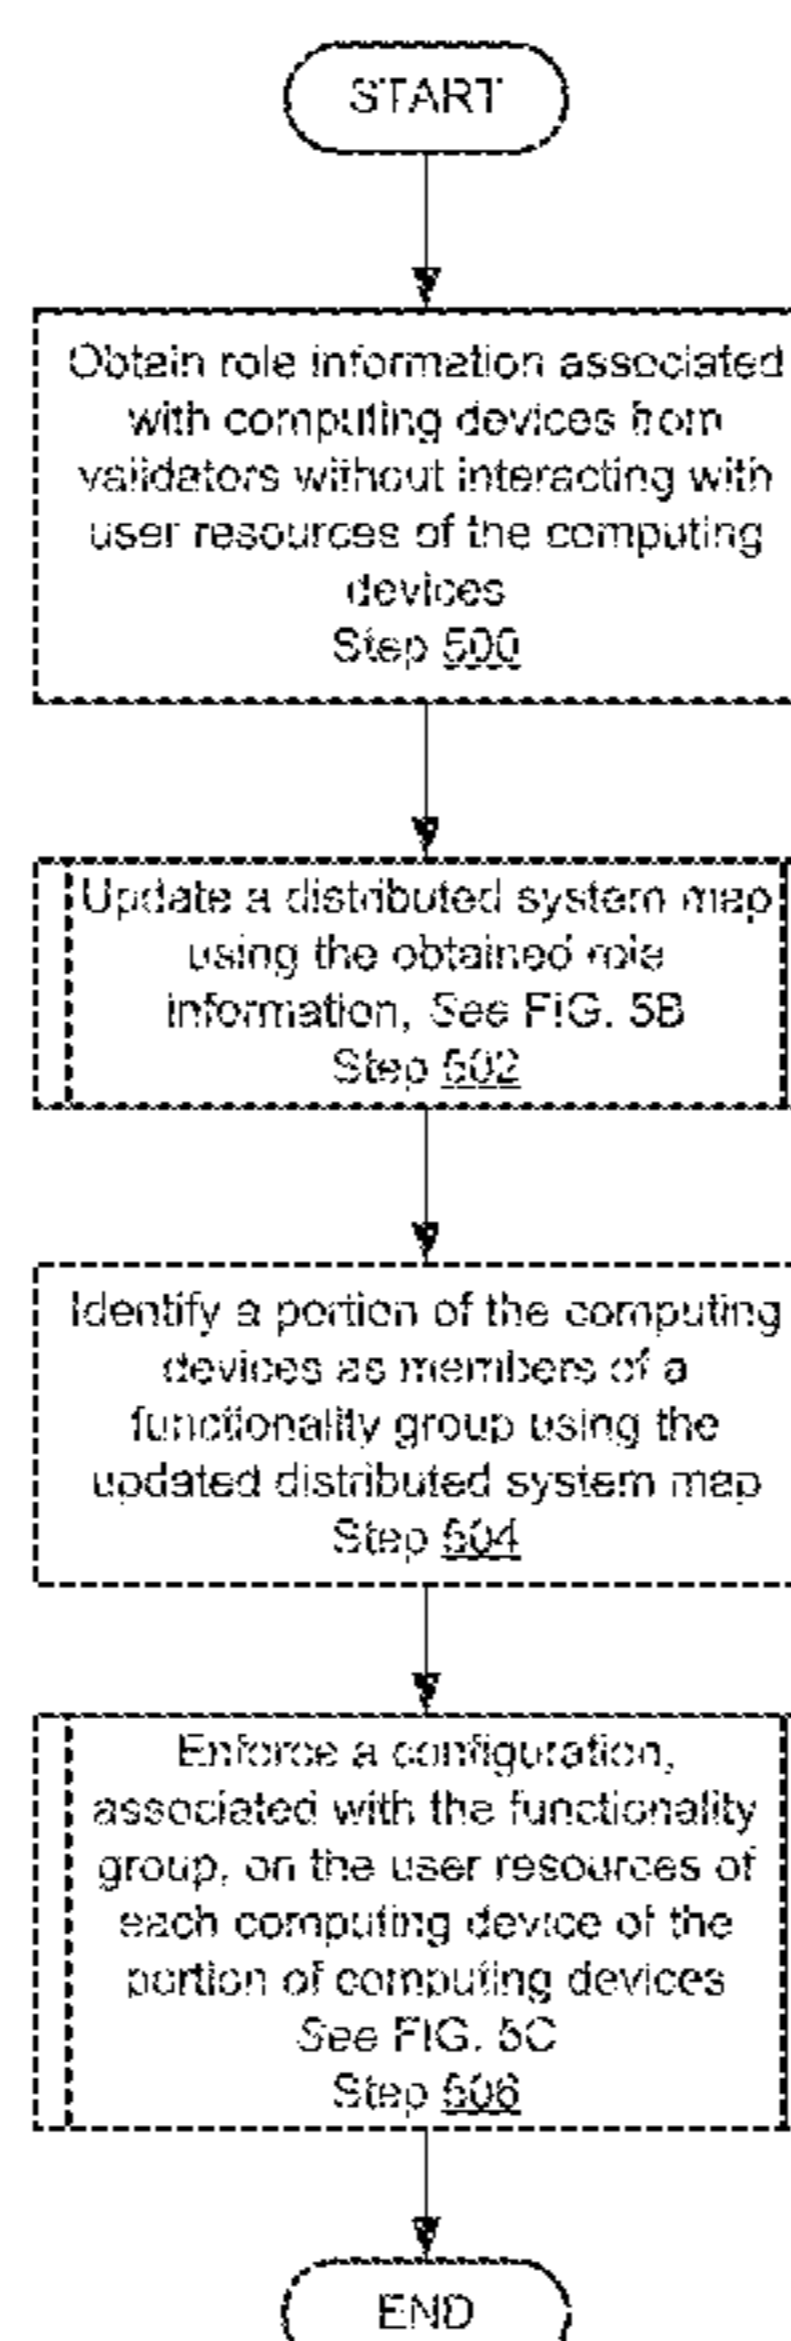 START
Obtain role information associated
with computing devices from
validators without interacting with
user resources of the computing
devices
Step 500
Update a distributed system map
using the obtained role
information, See FIG. 5B
Step 502
Identify a portion of the computing
devices as members of a
functionality group using the
updated distributed system map
Step 504
Enforce a configuration,
associated with the functionality
group, on the user resources of
each computing device of the
portion of computing devices
See FIG. 5C
Step 506
END